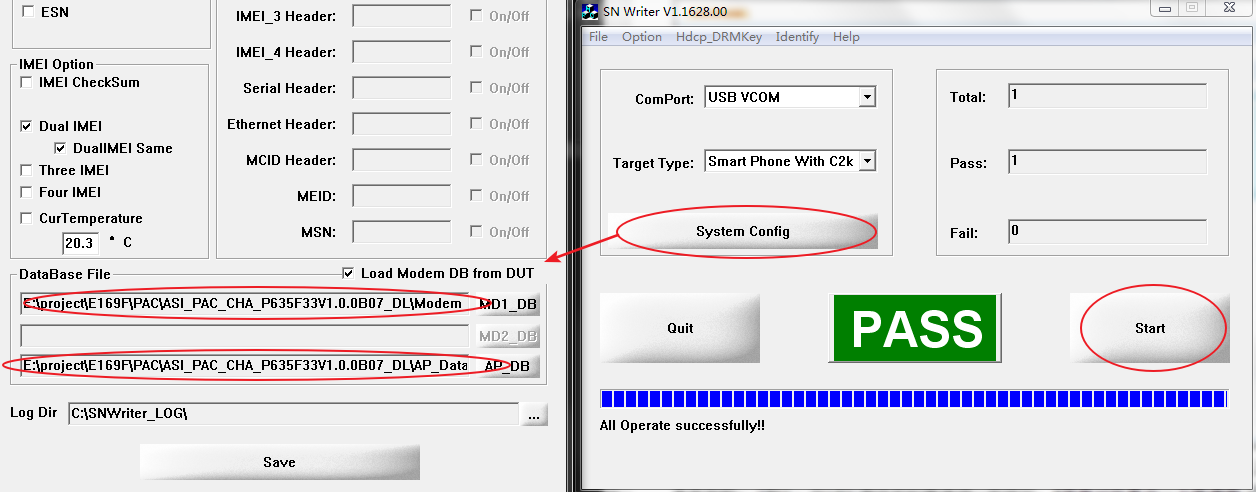 ESN
IMEI Option
IMEI CheckSum
Dual IMEI
DualIMEI Same
Three IMEI
Four IMEI
CurTemperature
20.3 ° C
IMEI_3 Header: On/Off
IMEI_4 Header: On/Off
Serial Header: On/Off
Ethernet Header: On/Off
MCID Header: On/Off
MEID: On/Off
MSN: On/Off
DataBase File
Load Modem DB from DUT
E:\project\E169F\PAC\ASI_PAC_CHA_P635F33V1.0.0B07_DL\Modem MD1_DB
MD2_DB
E:\project\E169F\PAC\ASI_PAC_CHA_P635F33V1.0.0B07_DL\AP_Data AP_DB
Log Dir C:\SNWriter_LOG\ ...
Save
SN Writer V1.1628.00
File Option Hdcp_DRMKey Identify Help
ComPort: USB VCOM
Target Type: Smart Phone With C2k
System Config
Total: 1
Pass: 1
Fail: 0
Quit
PASS
Start
All Operate successfully!!